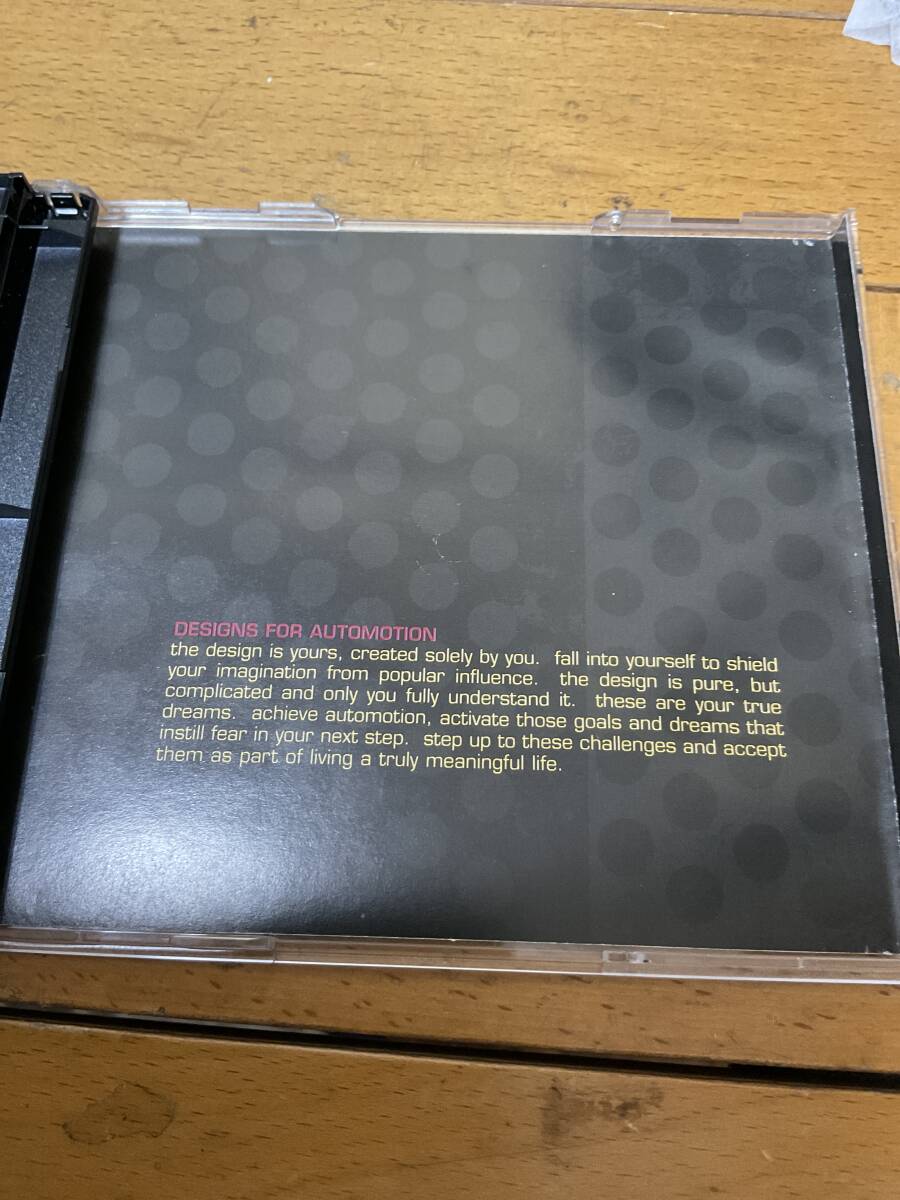 DESIGNS FOR AUTOMOTION
the design is yours, created solely by you.  fall into yourself to shield
your imagination from popular influence.  the design is pure, but
complicated and only you fully understand it.  these are your true
dreams.  achieve automotion, activate those goals and dreams that
instill fear in your next step.  step up to these challenges and accept
them as part of living a truly meaningful life.